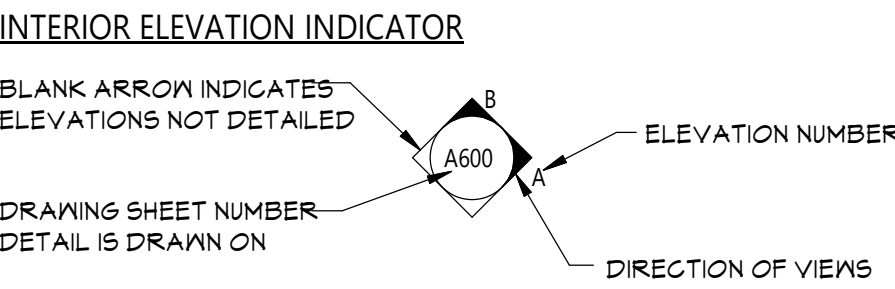 INTERIOR ELEVATION INDICATOR
BLANK ARROW INDICATES
ELEVATIONS NOT DETAILED
B
A600
A
ELEVATION NUMBER
DRAWING SHEET NUMBER
DETAIL IS DRAWN ON
DIRECTION OF VIEWS